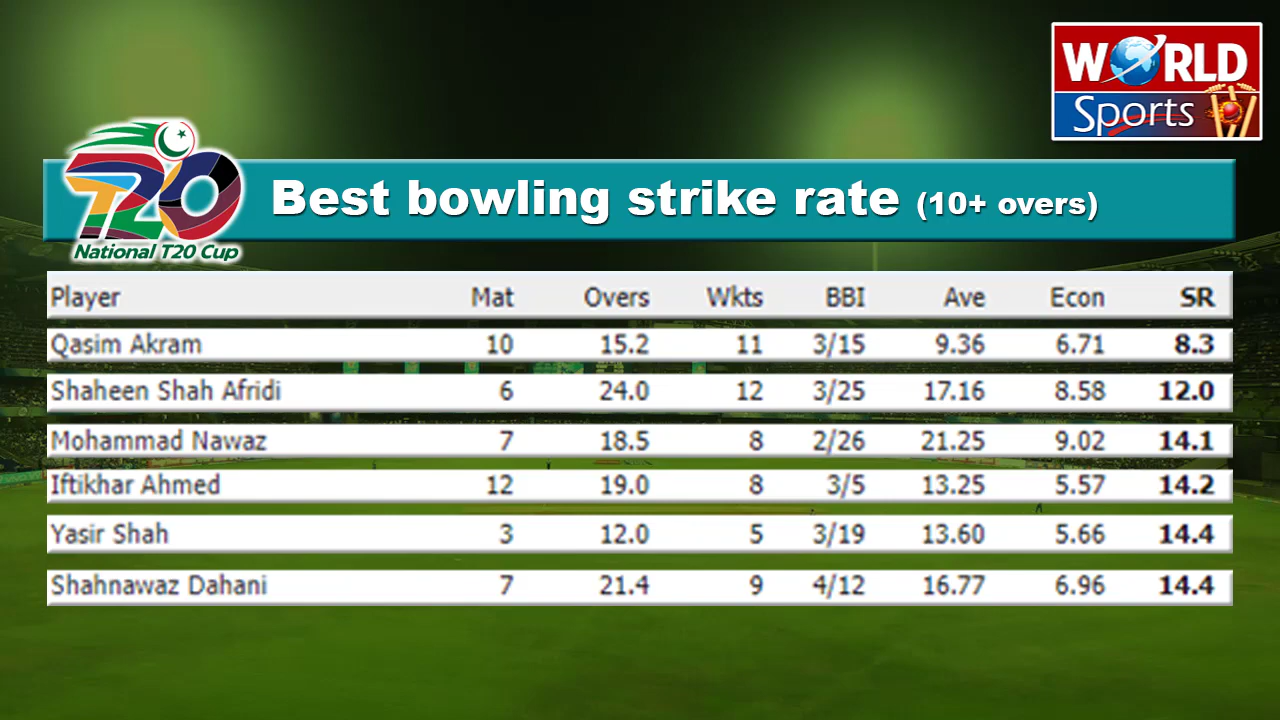 WORLD
Sports
T20
National T20 Cup
Best bowling strike rate (10+ overs)
Player Mat Overs Wkts BBI Ave Econ SR
Qasim Akram 10 15.2 11 3/15 9.36 6.71 8.3
Shaheen Shah Afridi 6 24.0 12 3/25 17.16 8.58 12.0
Mohammad Nawaz 7 18.5 8 2/26 21.25 9.02 14.1
Iftikhar Ahmed 12 19.0 8 3/5 13.25 5.57 14.2
Yasir Shah 3 12.0 5 3/19 13.60 5.66 14.4
Shahnawaz Dahani 7 21.4 9 4/12 16.77 6.96 14.4